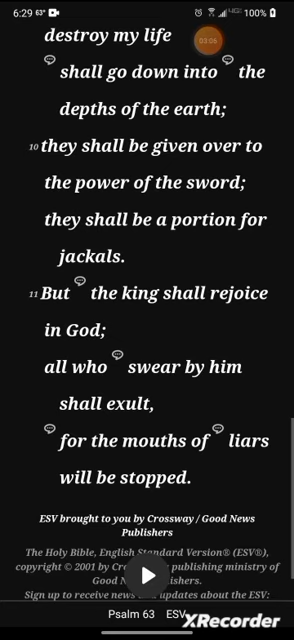 6:29 63° 100%
destroy my life
03:05
shall go down into the
depths of the earth;
10 they shall be given over to
the power of the sword;
they shall be a portion for
jackals.
11 But the king shall rejoice
in God;
all who swear by him
shall exult,
for the mouths of liars
will be stopped.
ESV brought to you by Crossway / Good News
Publishers
The Holy Bible, English Standard Version® (ESV®),
copyright © 2001 by publishing ministry of
Good
Sign up to receive news updates about the ESV:
Psalm 63 ESV
XRecorder